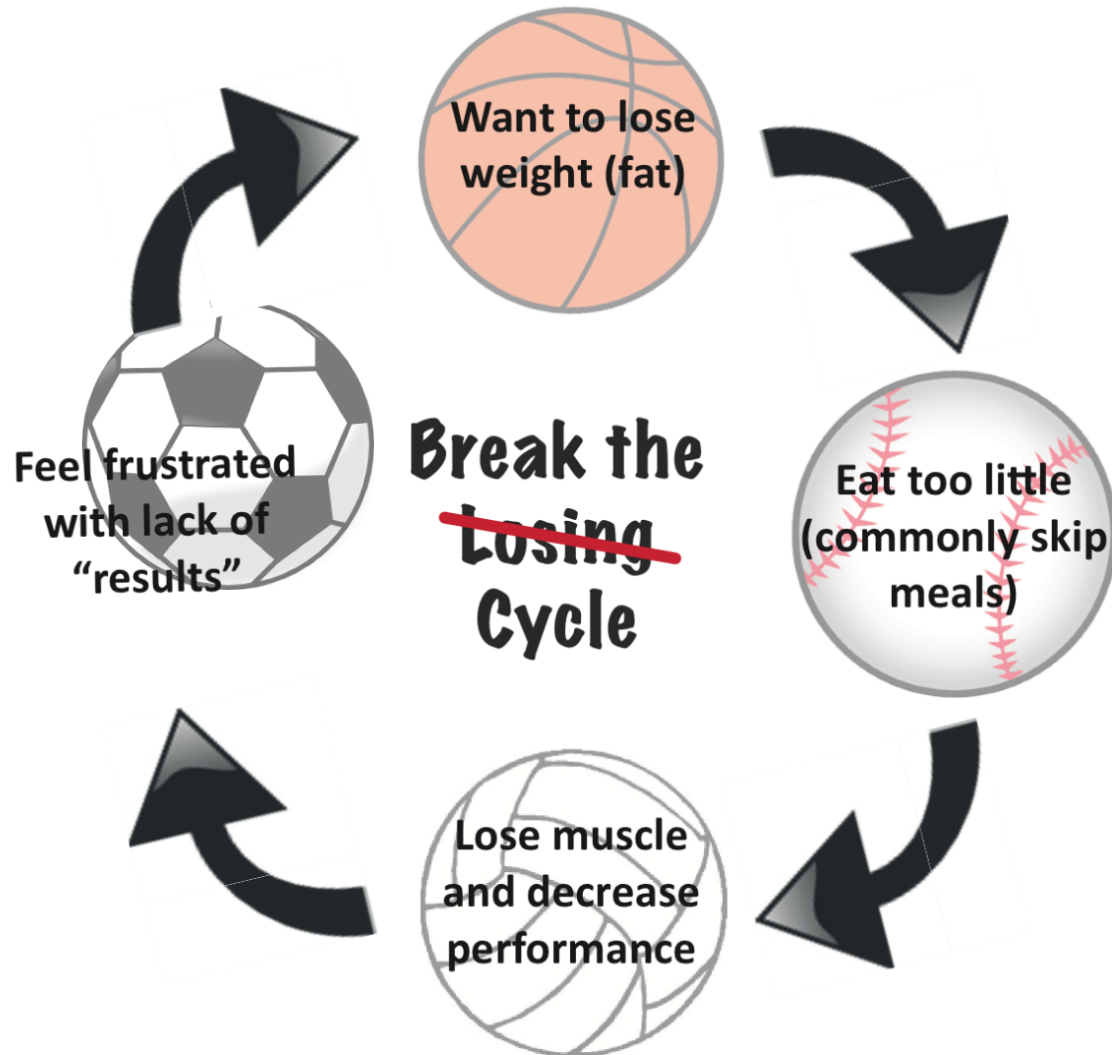 Want to lose
weight (fat)
Eat too little
(commonly skip
meals)
Lose muscle
and decrease
performance
Feel frustrated
with lack of
“results”
Break the
Losing
Cycle